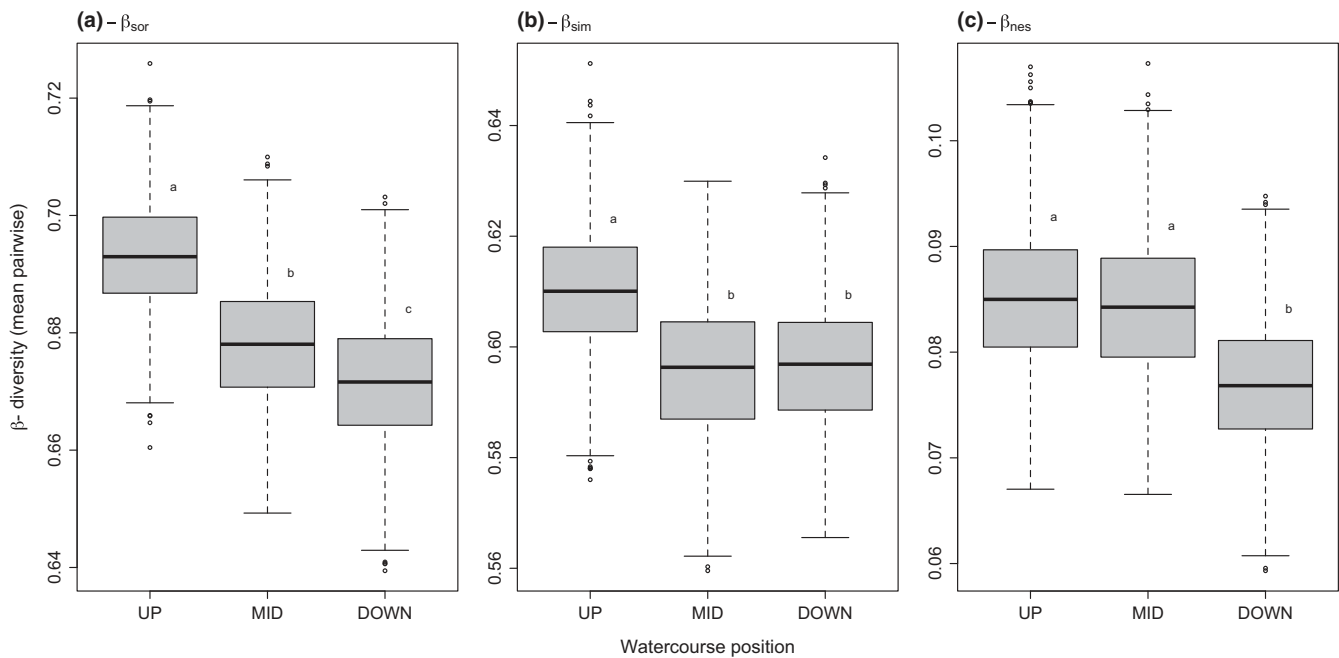 (a) – βsor
(b) – βsim
(c) – βnes
β- diversity (mean pairwise)
0.72
0.70
0.68
0.66
0.64
a
b
c
UP
MID
DOWN
0.64
0.62
0.60
0.58
0.56
a
b
b
UP
MID
DOWN
0.10
0.09
0.08
0.07
0.06
a
a
b
UP
MID
DOWN
Watercourse position